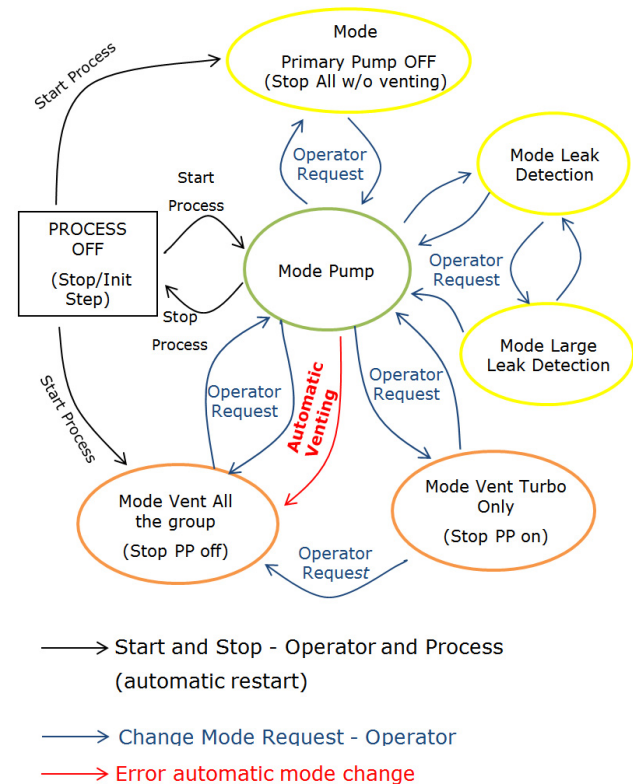 Mode
Primary Pump OFF
(Stop All w/o venting)
Start Process
Operator
Request
Mode Leak
Detection
Start
Process
PROCESS
OFF
(Stop/Init
Step)
Mode Pump
Operator
Request
Stop
Process
Mode Large
Leak Detection
Start Process
Operator
Request
Automatic
Venting
Operator
Request
Mode Vent All
the group
(Stop PP off)
Mode Vent Turbo
Only
(Stop PP on)
Operator
Request
Start and Stop - Operator and Process
(automatic restart)
Change Mode Request - Operator
Error automatic mode change